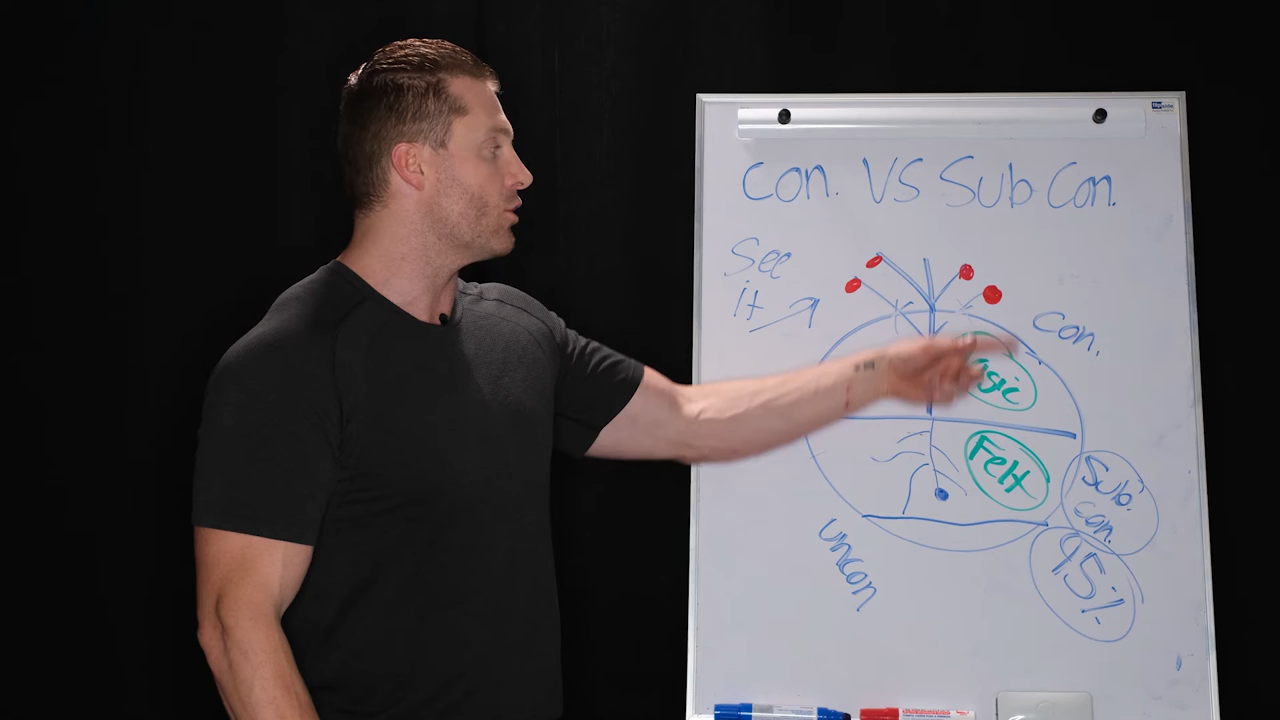 Con. VS Sub Con.
See
it
Con.
Felt
Sub.
Con.
95%
uncon